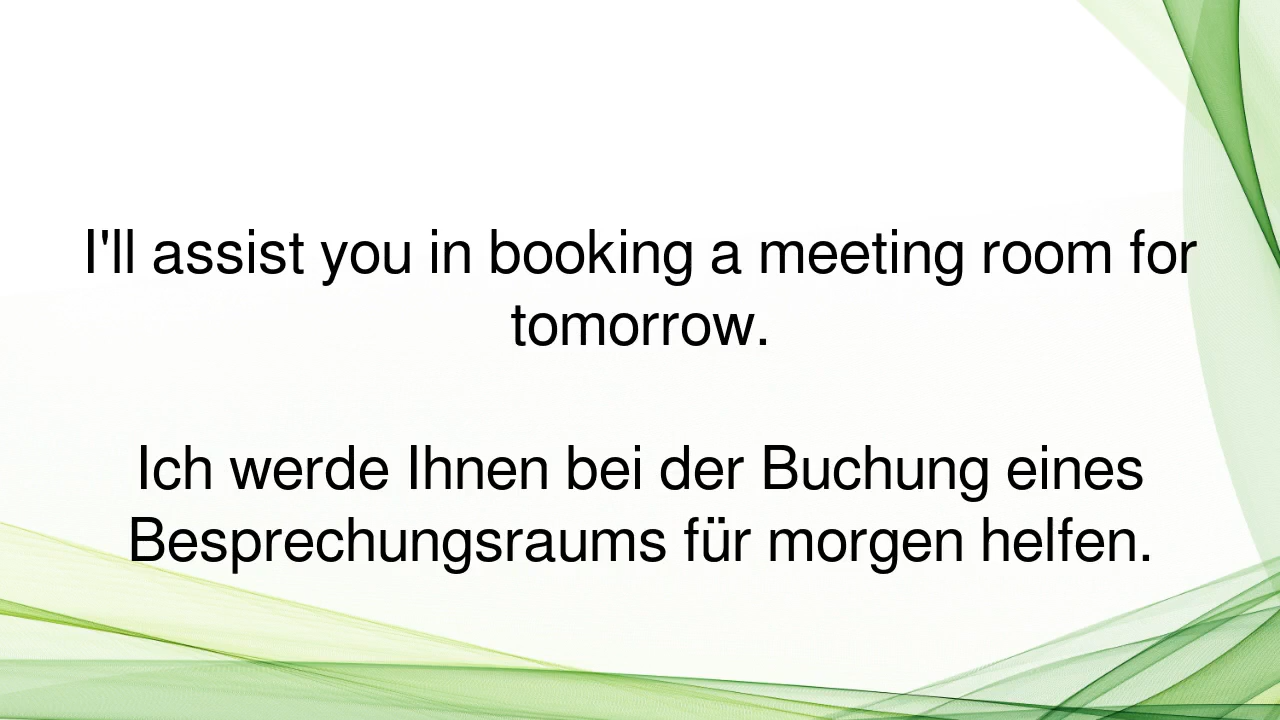 I'll assist you in booking a meeting room for
tomorrow.
Ich werde Ihnen bei der Buchung eines
Besprechungsraums für morgen helfen.